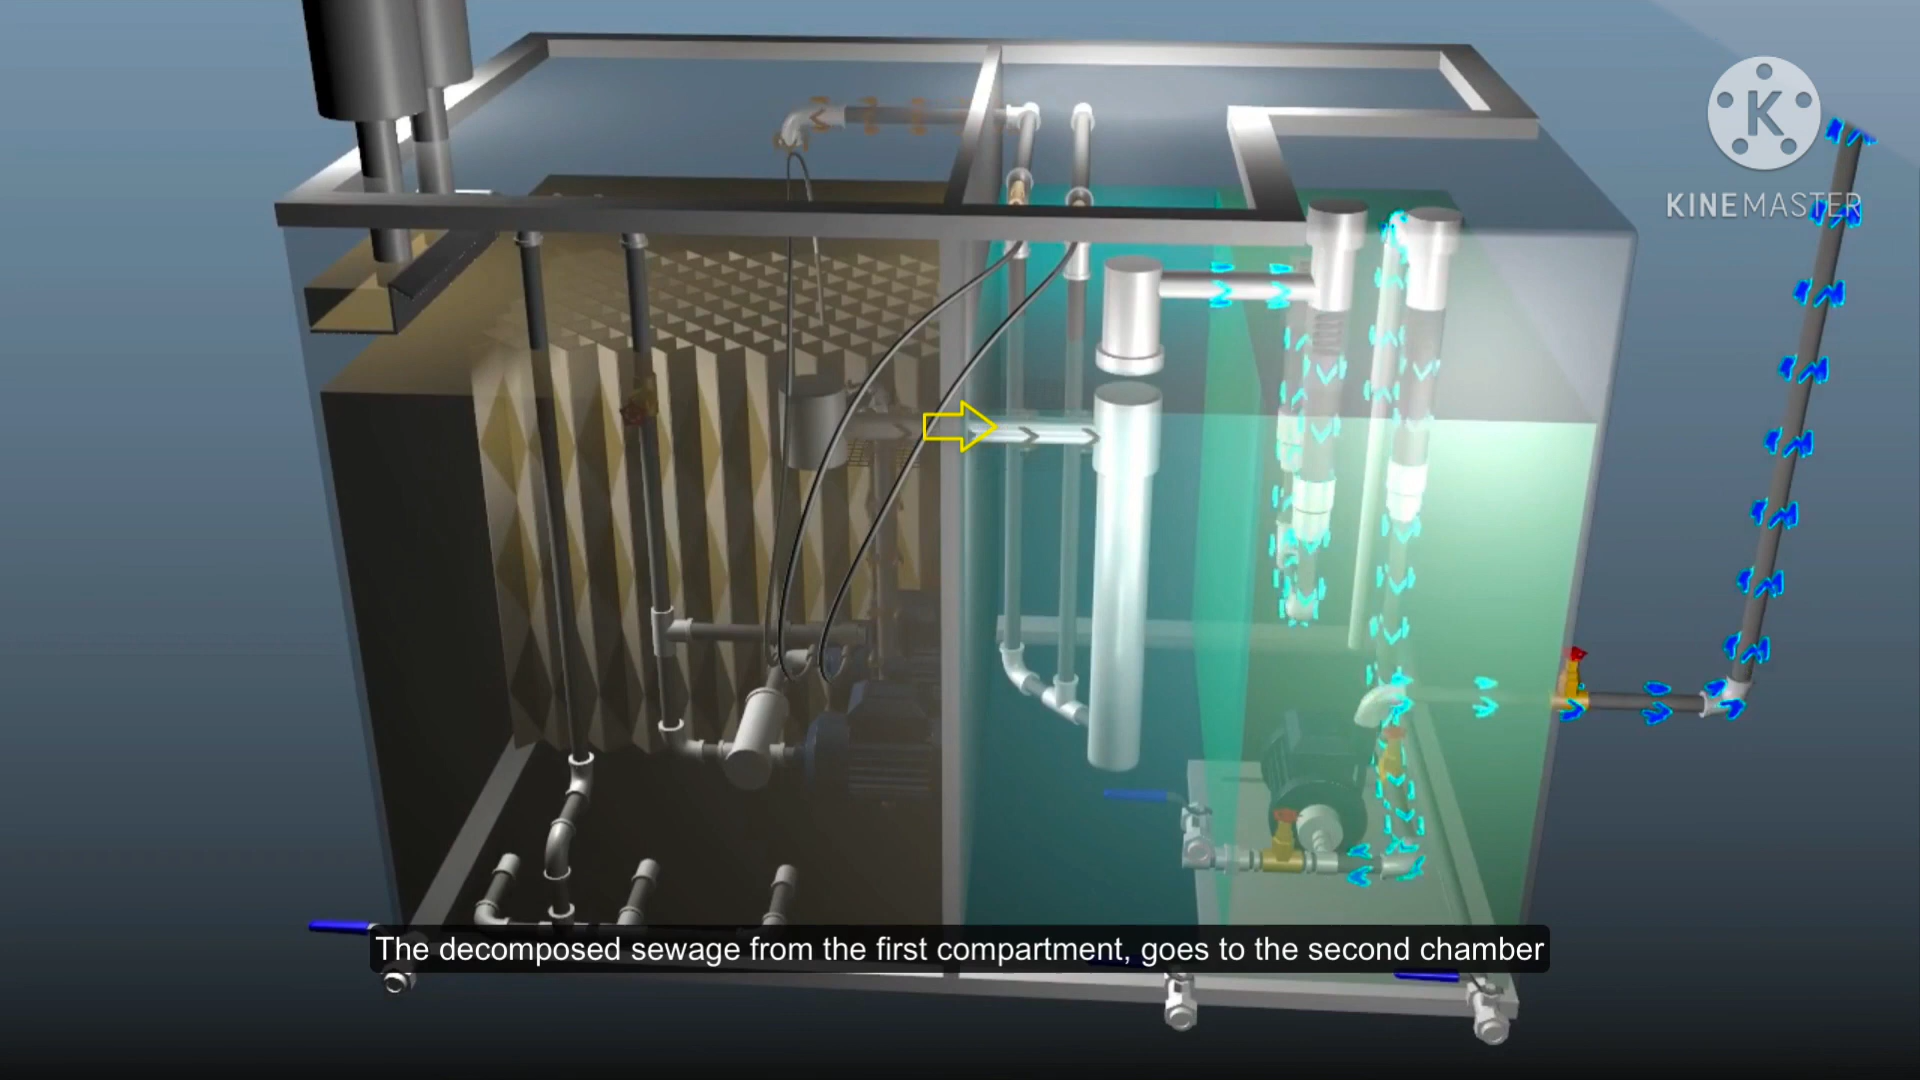 K
KINEMASTER
The decomposed sewage from the first compartment, goes to the second chamber